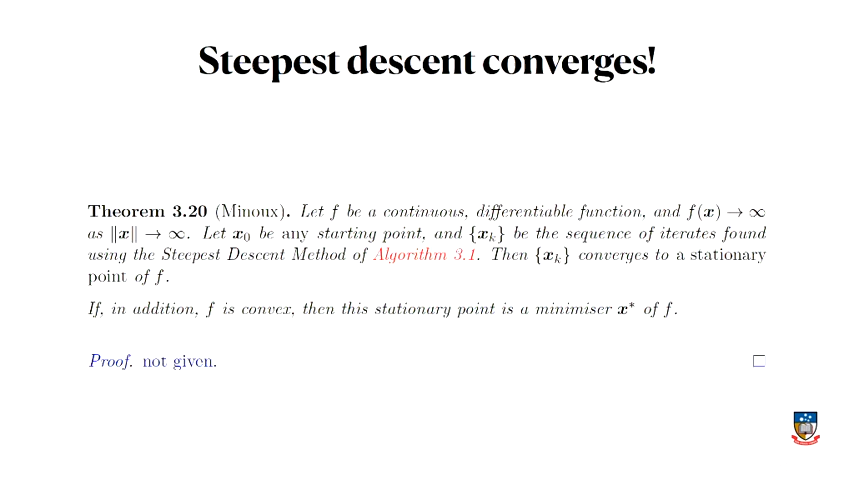 Steepest descent converges!
Theorem 3.20 (Minoux). Let f be a continuous, differentiable function, and f(x) → ∞
as ‖x‖ → ∞. Let x₀ be any starting point, and {xₖ} be the sequence of iterates found
using the Steepest Descent Method of Algorithm 3.1. Then {xₖ} converges to a stationary
point of f.
If, in addition, f is convex, then this stationary point is a minimiser x* of f.
Proof. not given. □